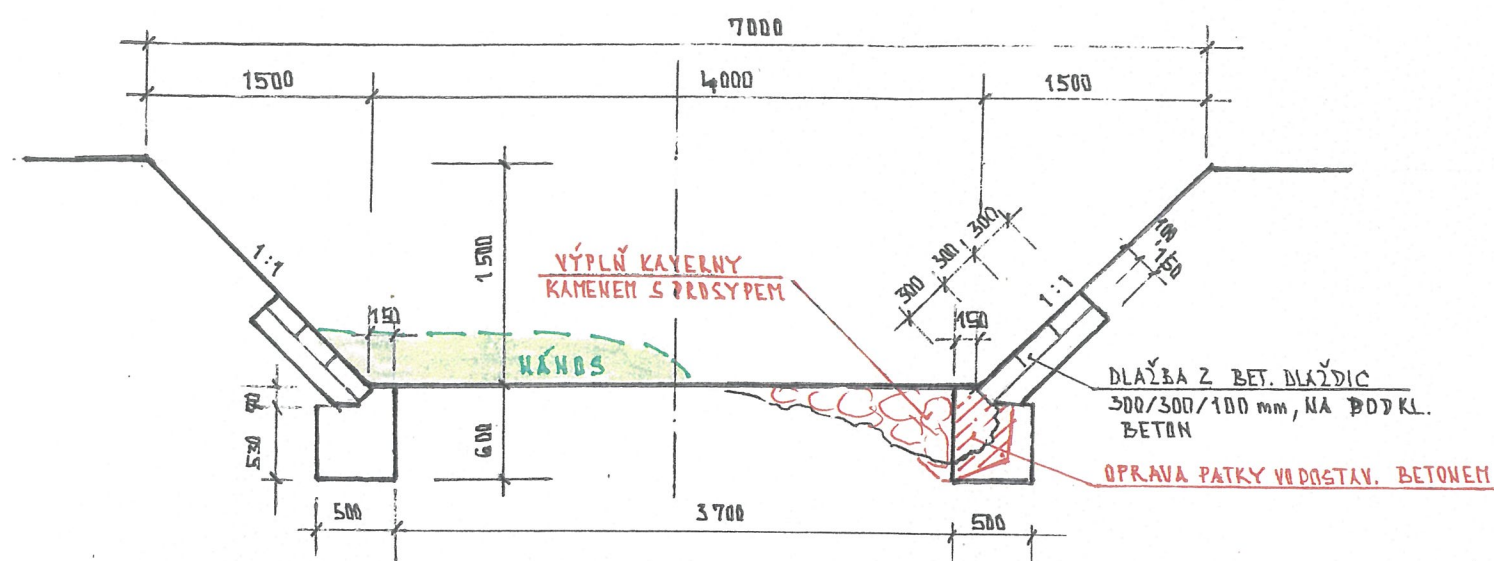 7000
1500
4000
1500
1:1
1500
150
NÁNOS
VÝPLŇ KAVERNY
KAMENEM S PROSYPEM
300
300
300
100
150
1:1
150
DLAŽBA Z BET. DLAŽDIC
300/300/100 mm, NA PODKL.
BETON
OPRAVA PATKY VODOSTAV. BETONEM
530
600
500
3700
500